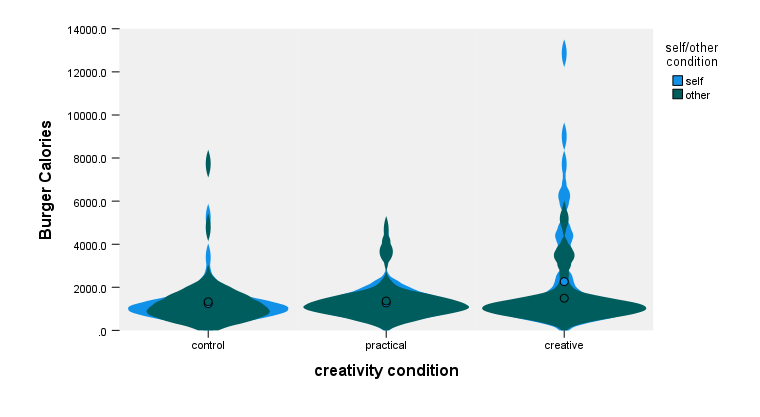 14000.0
12000.0
10000.0
8000.0
6000.0
4000.0
2000.0
.0
Burger Calories
control
practical
creative
creativity condition
self/other
condition
self
other